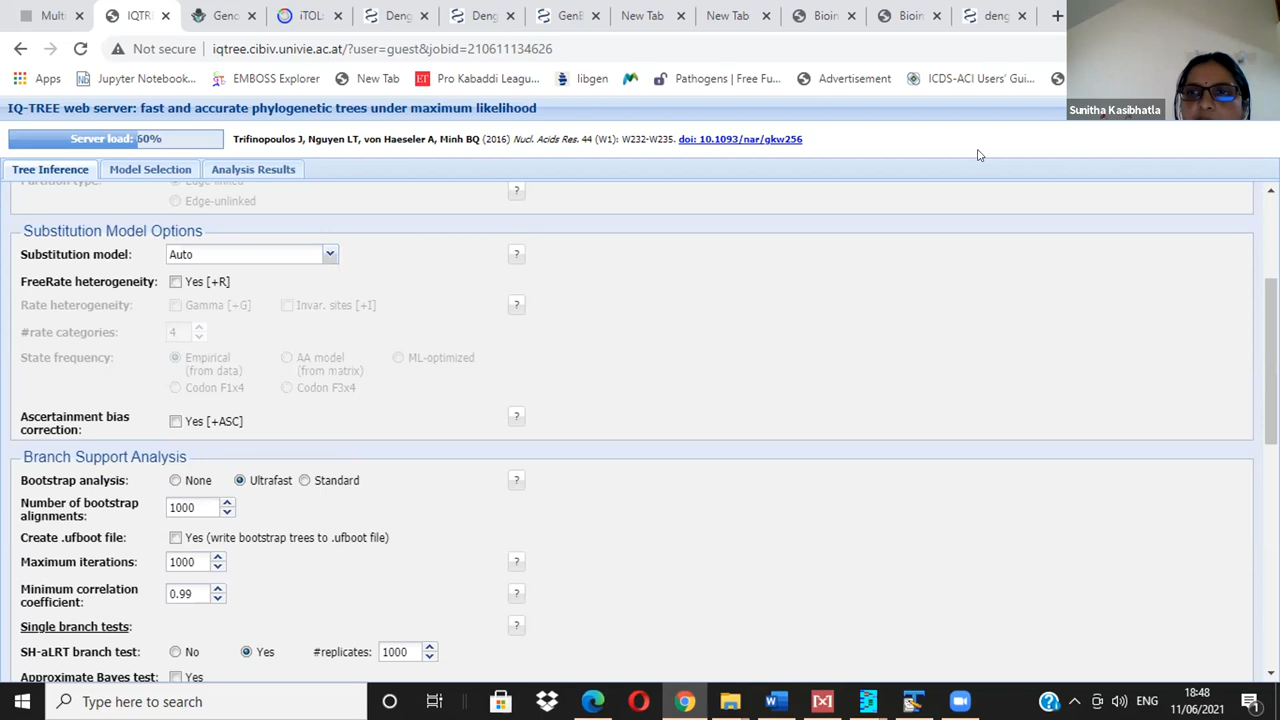 Multi
IQTRE
Geno
iTOL:
Deng
Deng
GenB
New Tab
New Tab
Bioin
Bioin
deng
Not secure
iqtree.cibiv.univie.ac.at/?user=guest&jobid=210611134626
Apps
Jupyter Notebook...
EMBOSS Explorer
New Tab
Pro Kabaddi Leagu...
libgen
Pathogens | Free Fu...
Advertisement
ICDS-ACI Users' Gui...
Sunitha Kasibhatla
IQ-TREE web server: fast and accurate phylogenetic trees under maximum likelihood
Server load: 60%
Trifinopoulos J, Nguyen LT, von Haeseler A, Minh BQ (2016) Nucl. Acids Res. 44 (W1): W232-W235. doi: 10.1093/nar/gkw256
Tree Inference
Model Selection
Analysis Results
Partition type:
Edge-linked
?
Edge-unlinked
Substitution Model Options
Substitution model:
Auto
?
FreeRate heterogeneity:
Yes [+R]
Rate heterogeneity:
Gamma [+G]
Invar. sites [+I]
?
#rate categories:
4
State frequency:
Empirical
(from data)
AA model
(from matrix)
ML-optimized
Codon F1x4
Codon F3x4
Ascertainment bias
correction:
Yes [+ASC]
?
Branch Support Analysis
Bootstrap analysis:
None
Ultrafast
Standard
?
Number of bootstrap
alignments:
1000
Create .ufboot file:
Yes (write bootstrap trees to .ufboot file)
Maximum iterations:
1000
?
Minimum correlation
coefficient:
0.99
?
Single branch tests:
?
SH-aLRT branch test:
No
Yes
#replicates:
1000
Approximate Bayes test:
Yes
Type here to search
ENG
18:48
11/06/2021
1